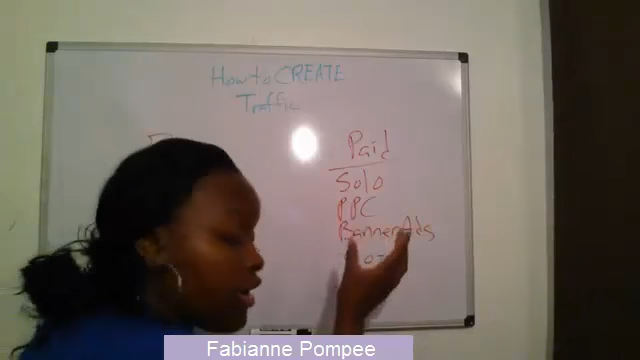 How to CREATE
Traffic
Paid
Solo
PPC
Banner Ads
Fabianne Pompee